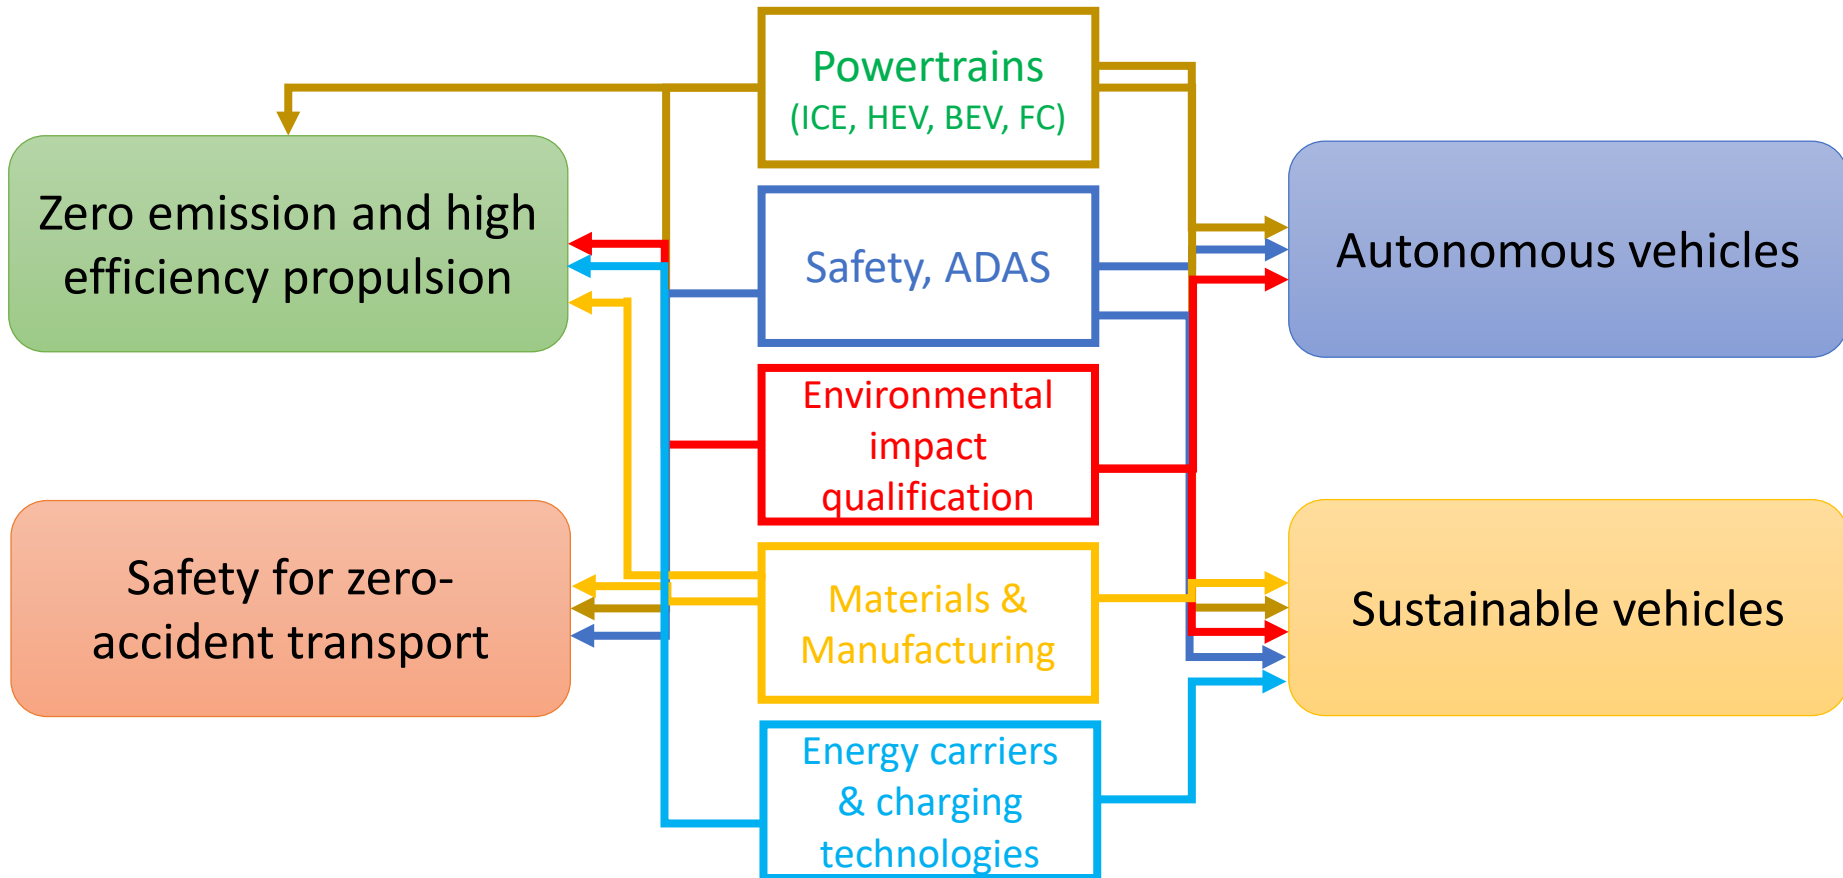 Powertrains
(ICE, HEV, BEV, FC)
Zero emission and high
efficiency propulsion
Safety, ADAS
Autonomous vehicles
Environmental
impact
qualification
Safety for zero-
accident transport
Materials &
Manufacturing
Sustainable vehicles
Energy carriers
& charging
technologies